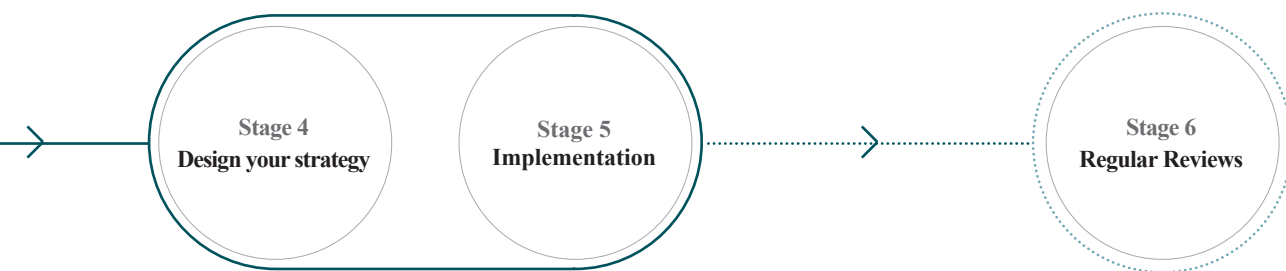 Stage 4
Design your strategy
Stage 5
Implementation
Stage 6
Regular Reviews